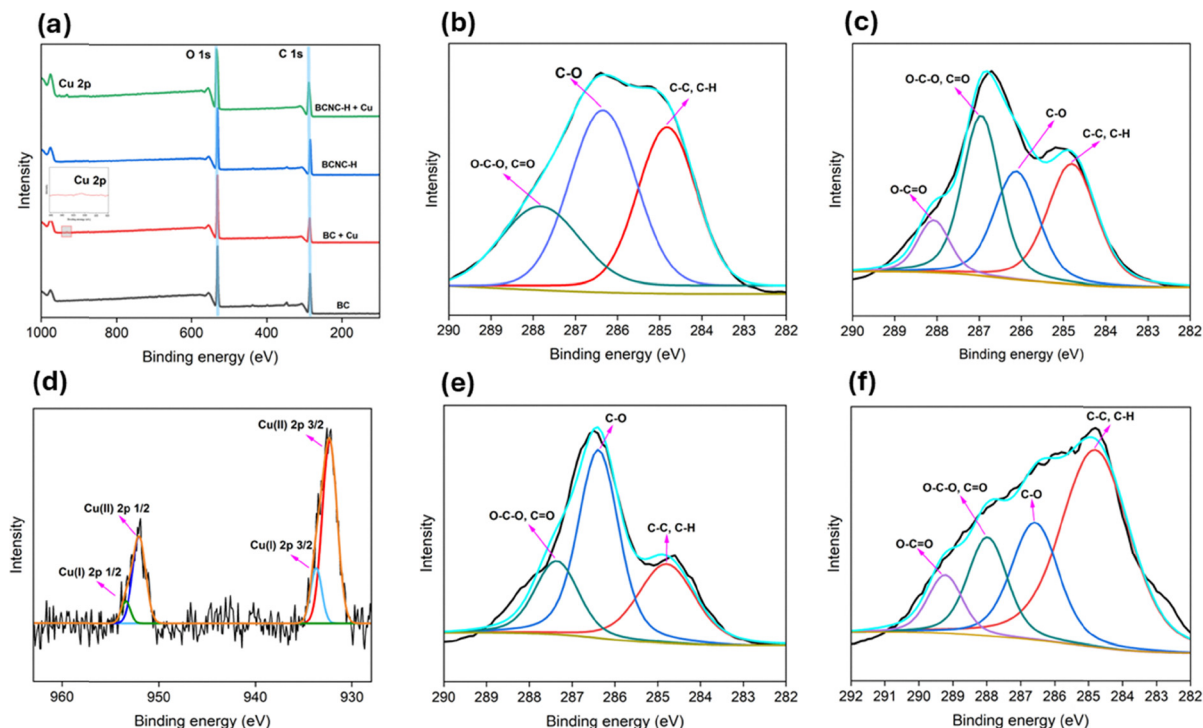 (a)
O 1s
C 1s
Cu 2p
BCNC-H + Cu
BCNC-H
Cu 2p
BC + Cu
BC
Intensity
1000 800 600 400 200
Binding energy (eV)
(b)
C-O
C-C, C-H
O-C-O, C=O
Intensity
290 289 288 287 286 285 284 283 282
Binding energy (eV)
(c)
O-C-O, C=O
C-O
C-C, C-H
O-C=O
Intensity
290 289 288 287 286 285 284 283 282
Binding energy (eV)
(d)
Cu(II) 2p 3/2
Cu(II) 2p 1/2
Cu(I) 2p 3/2
Cu(I) 2p 1/2
Intensity
960 950 940 930
Binding energy (eV)
(e)
C-O
O-C-O, C=O
C-C, C-H
Intensity
290 289 288 287 286 285 284 283 282
Binding energy (eV)
(f)
C-C, C-H
O-C-O, C=O
C-O
O-C=O
Intensity
292 291 290 289 288 287 286 285 284 283 282
Binding energy (eV)